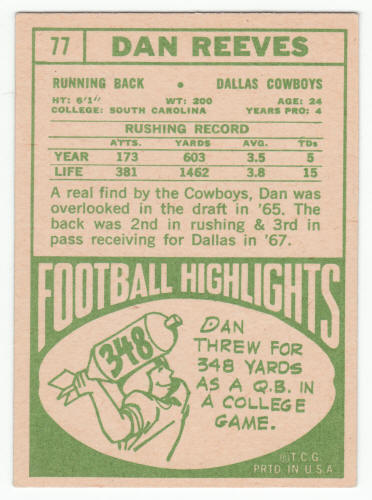 77 DAN REEVES
RUNNING BACK • DALLAS COWBOYS
HT: 6'1" WT: 200 AGE: 24
COLLEGE: SOUTH CAROLINA YEARS PRO: 4
RUSHING RECORD
ATTS. YARDS AVG. TDs
YEAR 173 603 3.5 5
LIFE 381 1462 3.8 15
A real find by the Cowboys, Dan was
overlooked in the draft in '65. The
back was 2nd in rushing & 3rd in
pass receiving for Dallas in '67.
FOOTBALL HIGHLIGHTS
348
DAN
THREW FOR
348 YARDS
AS A Q.B. IN
A COLLEGE
GAME.
© T.C.G.
PRTD IN U.S.A